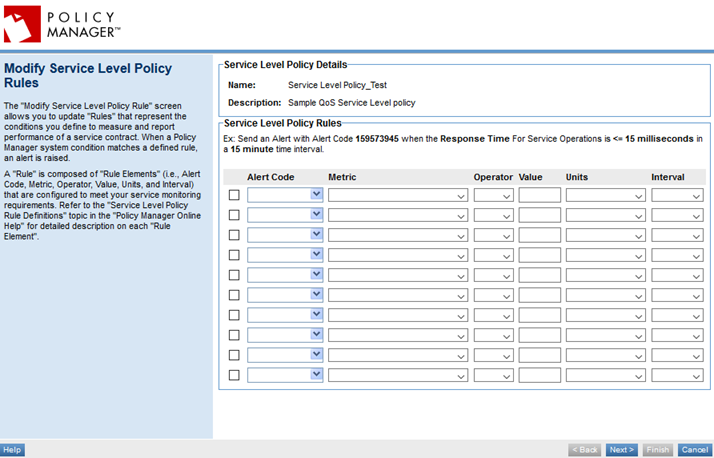 POLICY
MANAGER™
Modify Service Level Policy
Rules
The "Modify Service Level Policy Rule" screen
allows you to update "Rules" that represent the
conditions you define to measure and report
performance of a service contract. When a Policy
Manager system condition matches a defined rule,
an alert is raised.
A "Rule" is composed of "Rule Elements" (i.e., Alert
Code, Metric, Operator, Value, Units, and Interval)
that are configured to meet your service monitoring
requirements. Refer to the "Service Level Policy
Rule Definitions" topic in the "Policy Manager Online
Help" for detailed description on each "Rule
Element".
Service Level Policy Details
Name: Service Level Policy_Test
Description: Sample QoS Service Level policy
Service Level Policy Rules
Ex: Send an Alert with Alert Code 159573945 when the Response Time For Service Operations is <= 15 milliseconds in
a 15 minute time interval.
Alert Code Metric Operator Value Units Interval
Help < Back Next > Finish Cancel